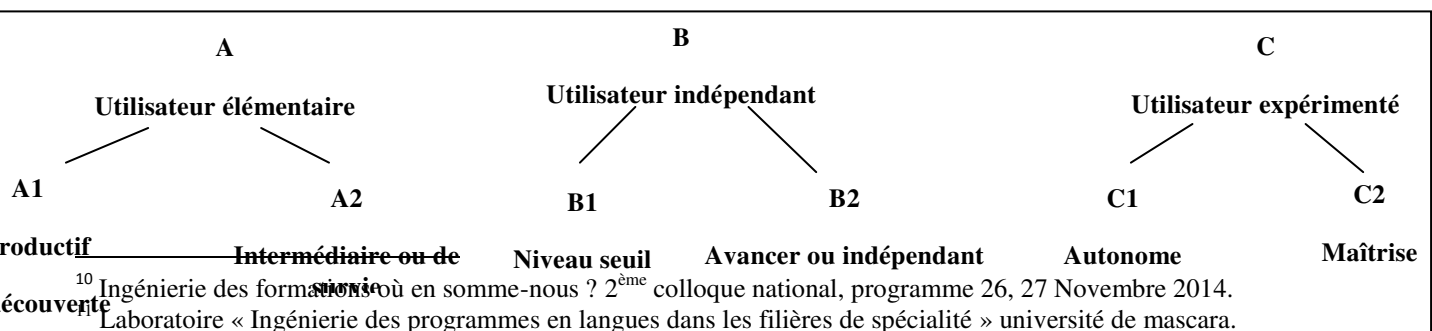 A B C
Utilisateur élémentaire Utilisateur indépendant Utilisateur expérimenté
A1 A2 B1 B2 C1 C2
Intermédiaire ou de Niveau seuil Avancer ou indépendant Autonome Maîtrise
survie
10 Ingénierie des formations où en somme-nous ? 2ème colloque national, programme 26, 27 Novembre 2014.
Laboratoire « Ingénierie des programmes en langues dans les filières de spécialité » université de mascara.